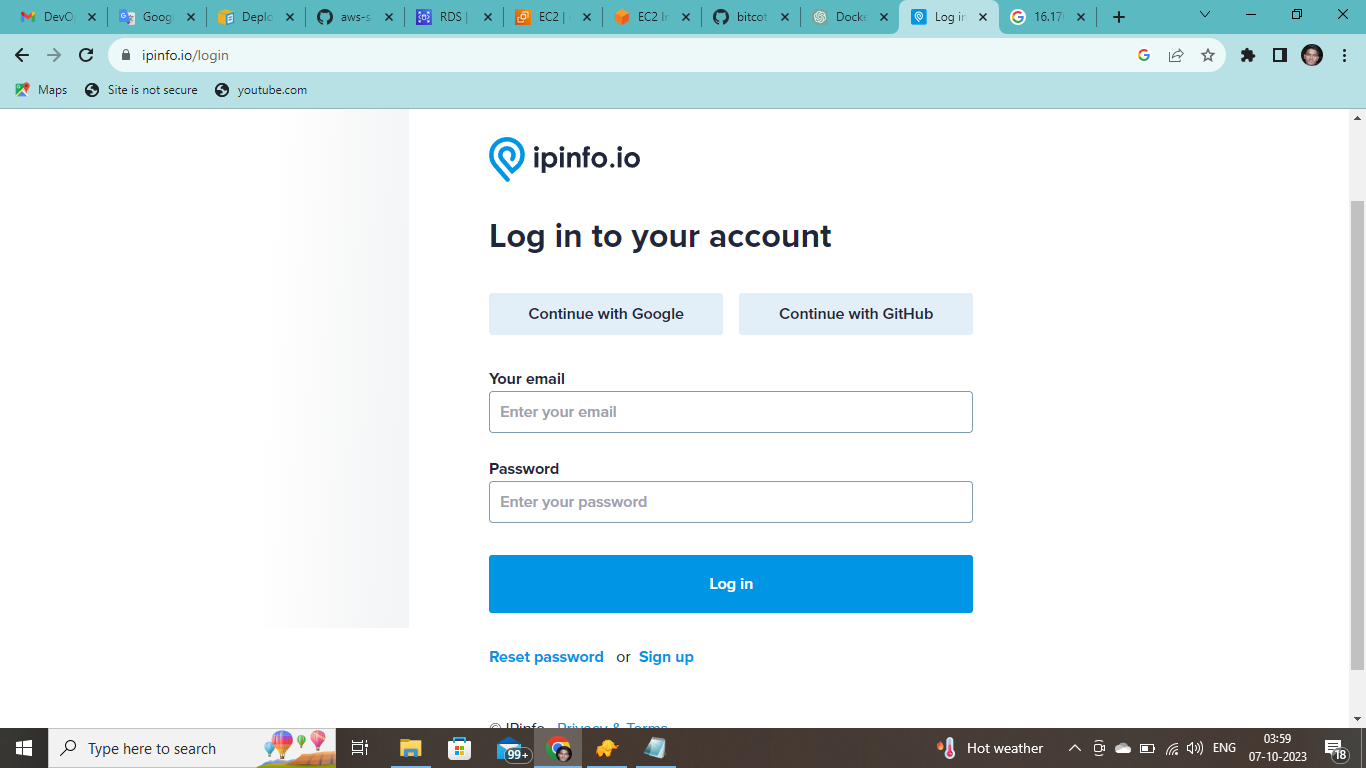 DevO
Goog
Deplo
aws-s
RDS |
EC2 |
EC2 In
bitcot
Docke
Log in
16.17
ipinfo.io/login
Maps
Site is not secure
youtube.com
ipinfo.io
Log in to your account
Continue with Google
Continue with GitHub
Your email
Enter your email
Password
Enter your password
Log in
Reset password or Sign up
© IPinfo Privacy & Terms
Type here to search
99+
Hot weather
ENG
03:59
07-10-2023
18